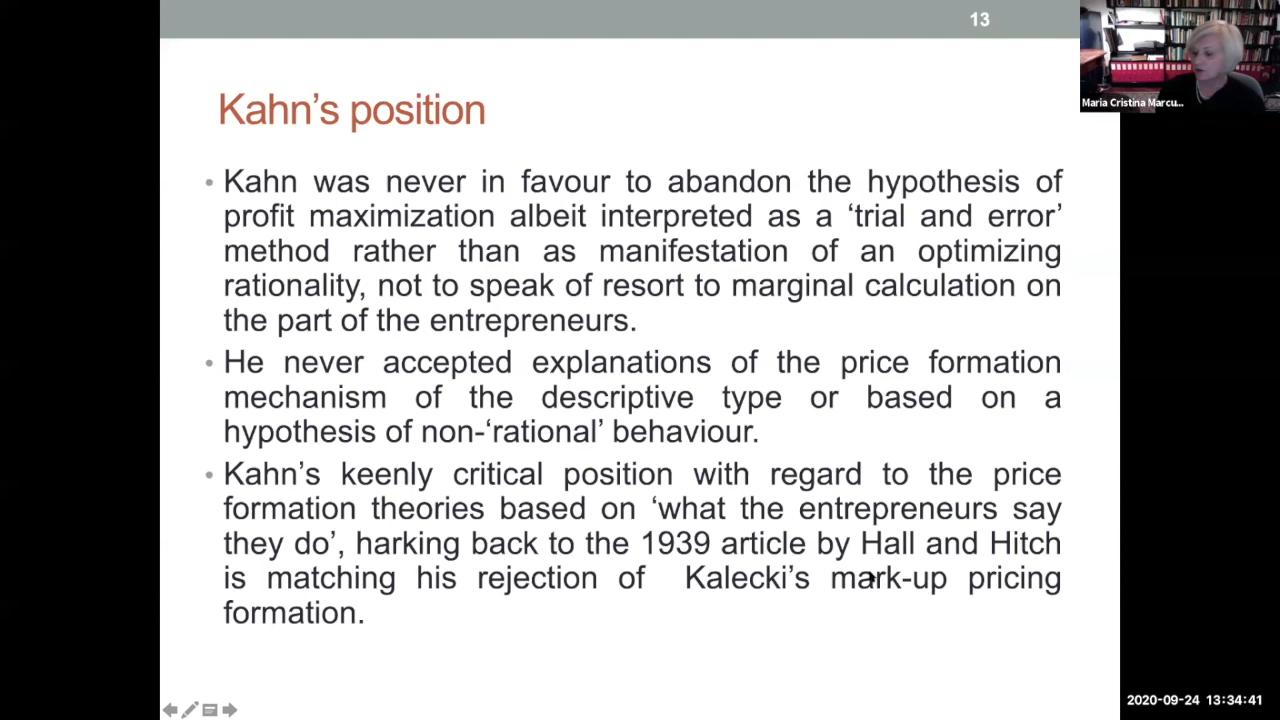 13
Maria Cristina Marcu...
Kahn's position
• Kahn was never in favour to abandon the hypothesis of
profit maximization albeit interpreted as a ‘trial and error’
method rather than as manifestation of an optimizing
rationality, not to speak of resort to marginal calculation on
the part of the entrepreneurs.
• He never accepted explanations of the price formation
mechanism of the descriptive type or based on a
hypothesis of non-‘rational’ behaviour.
• Kahn’s keenly critical position with regard to the price
formation theories based on ‘what the entrepreneurs say
they do’, harking back to the 1939 article by Hall and Hitch
is matching his rejection of Kalecki’s mark-up pricing
formation.
2020-09-24 13:34:41